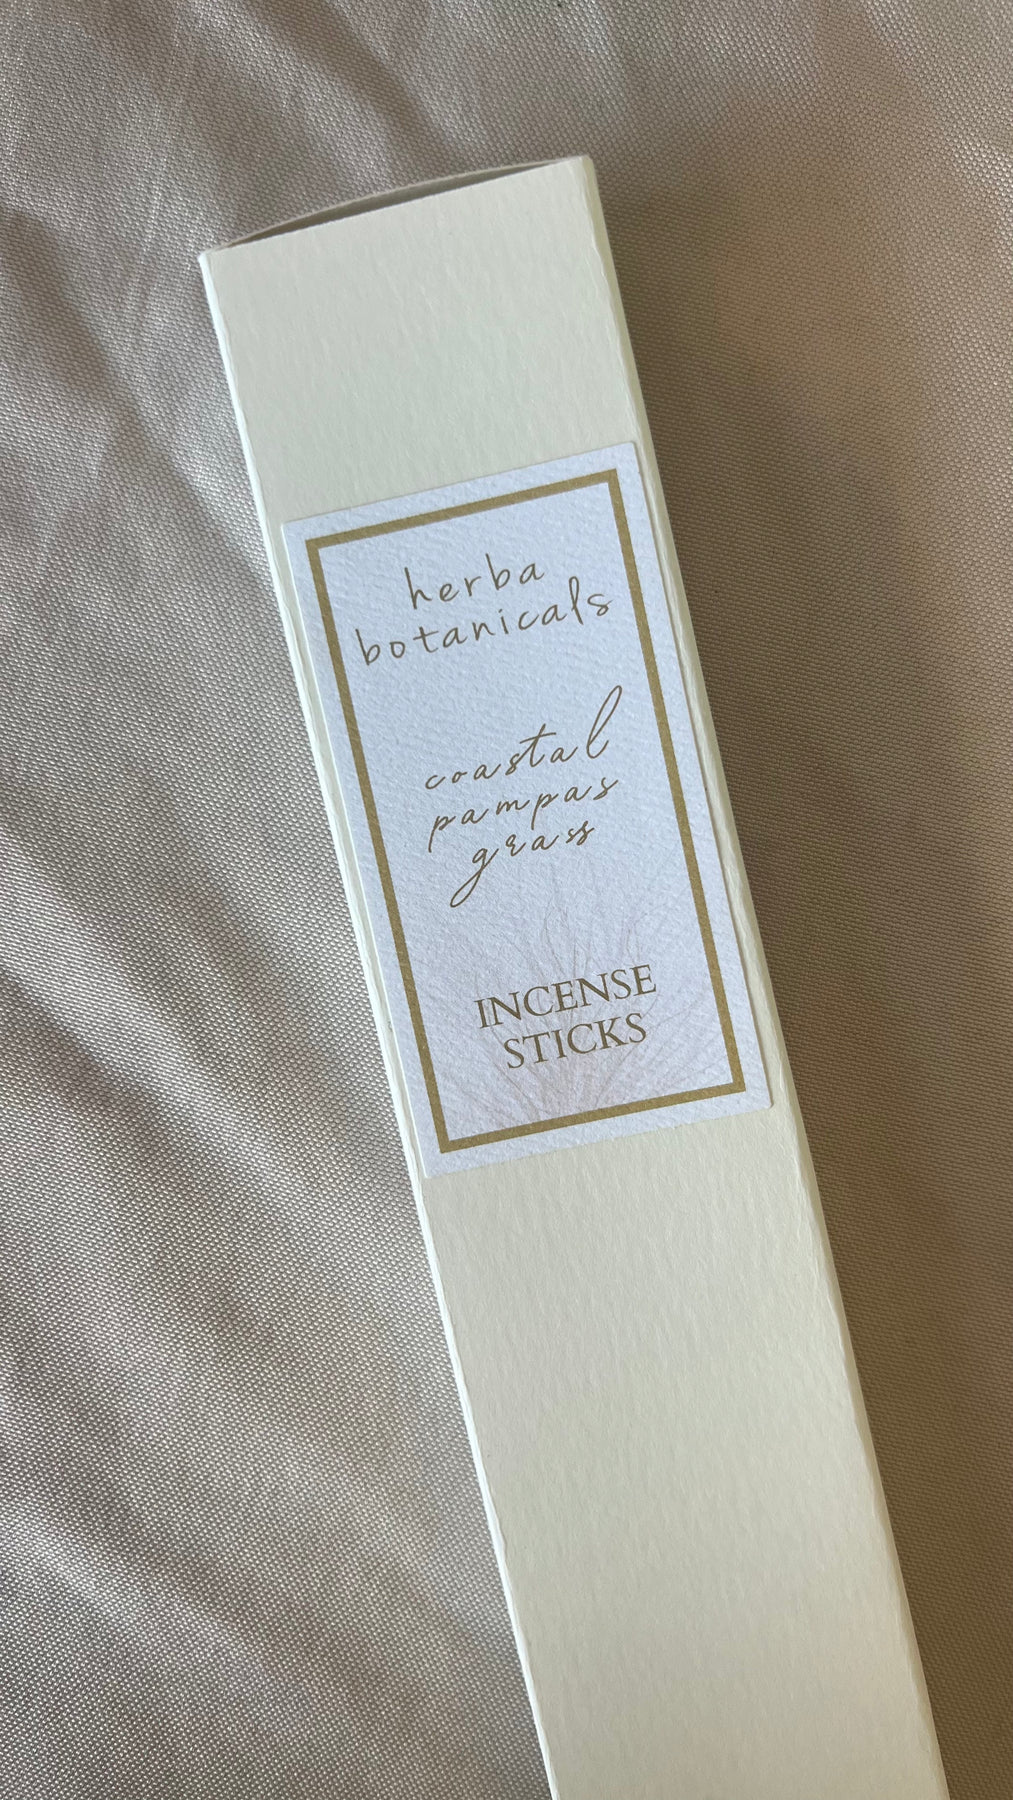 herba
botanicals
coastal
pampas
grass
INCENSE
STICKS